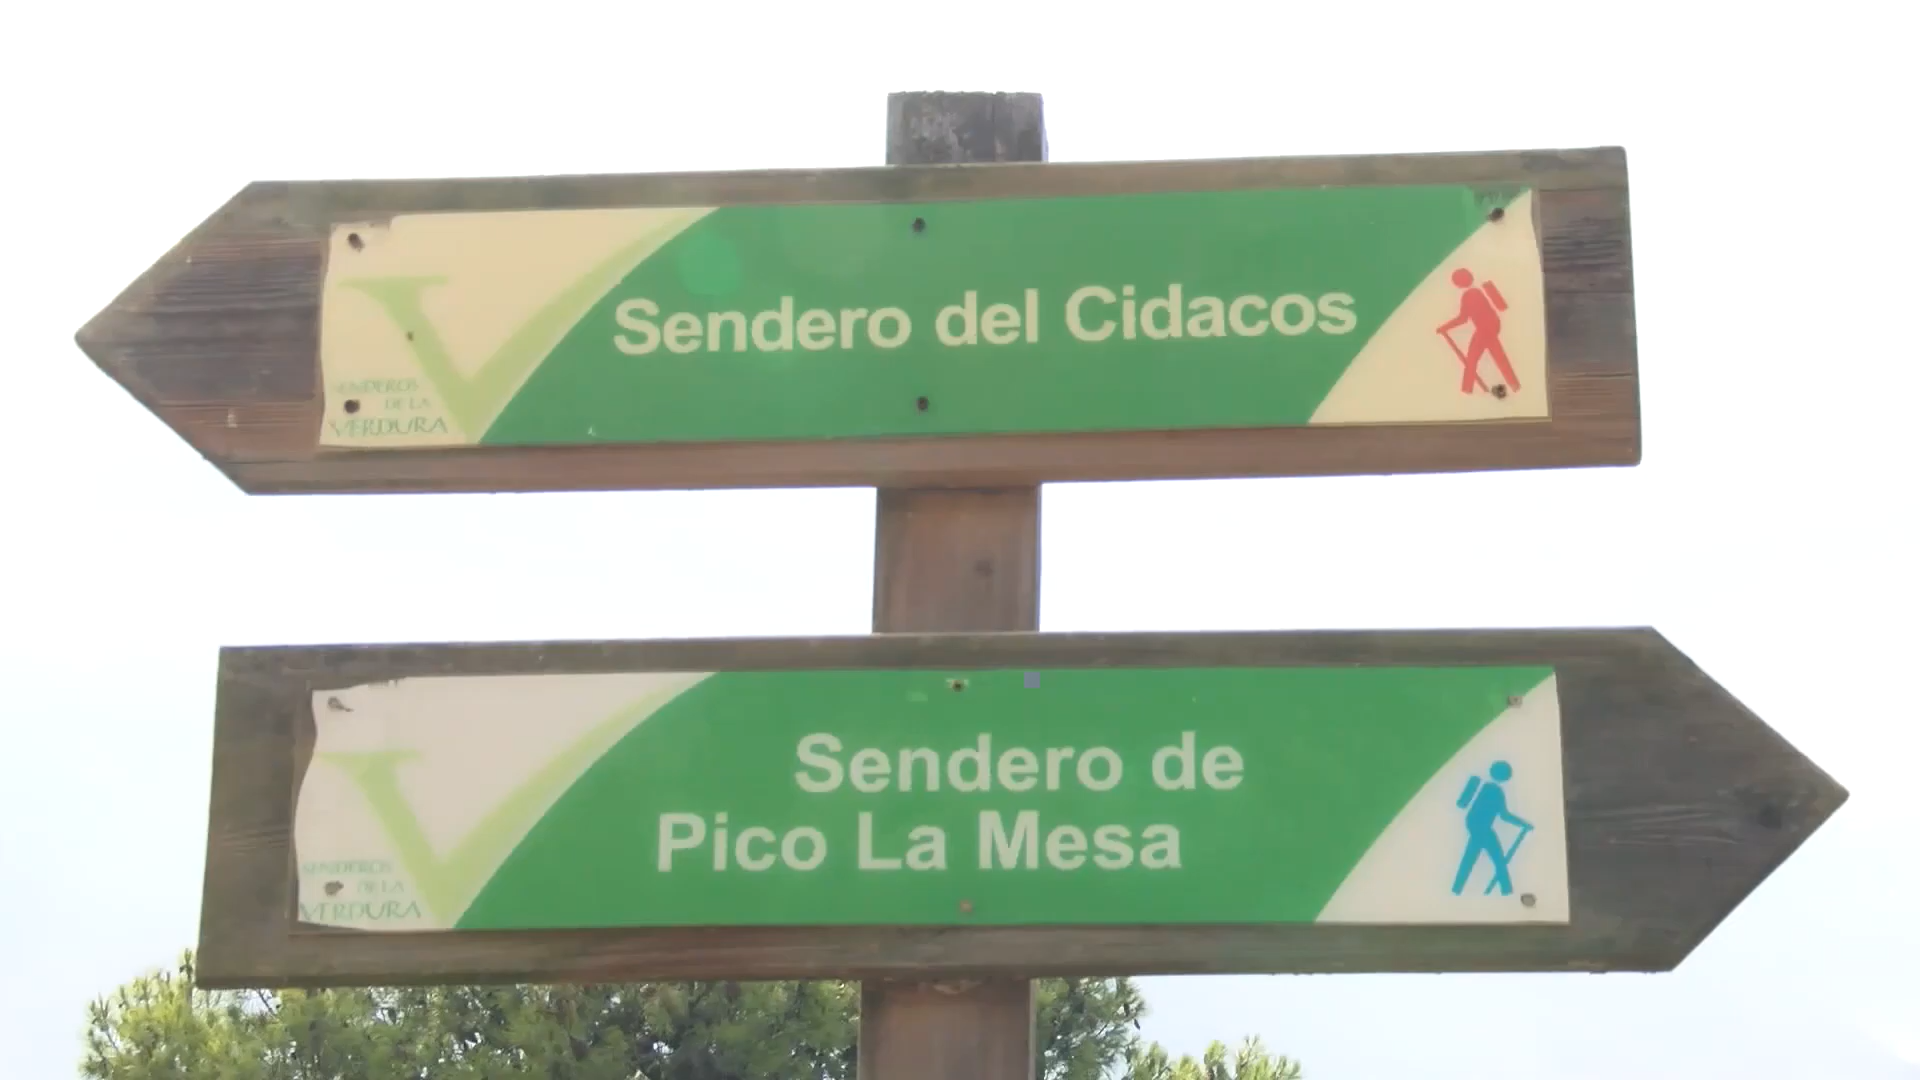 Sendero del Cidacos
SENDEROS
DE LA
VERDURA
Sendero de
Pico La Mesa
SENDEROS
DE LA
VERDURA